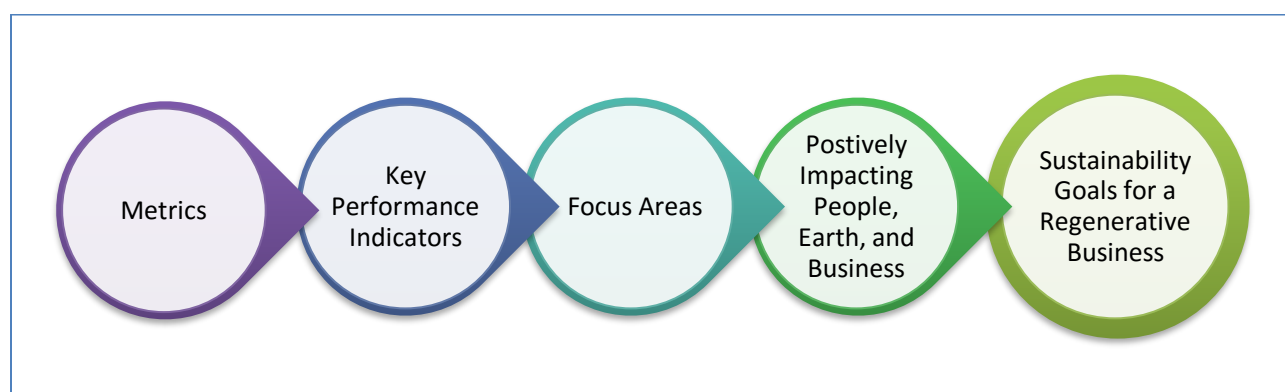 Metrics
Key
Performance
Indicators
Focus Areas
Postively
Impacting
People,
Earth, and
Business
Sustainability
Goals for a
Regenerative
Business